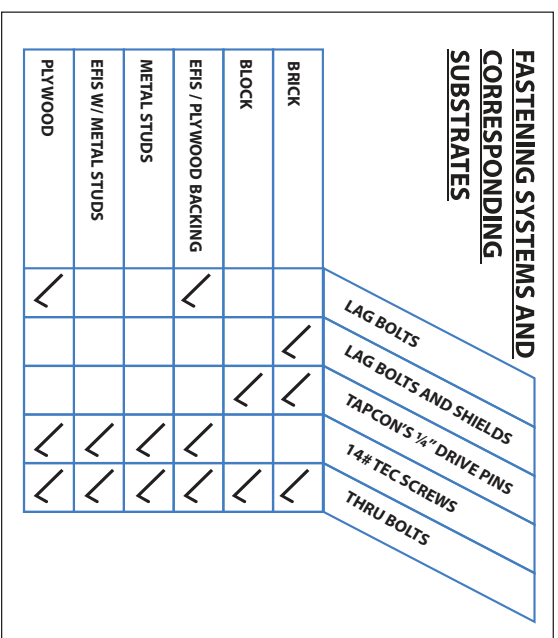 FASTENING SYSTEMS AND
CORRESPONDING
SUBSTRATES
LAG BOLTS
LAG BOLTS AND SHIELDS
TAPCON'S ¼" DRIVE PINS
14# TEC SCREWS
THRU BOLTS
BRICK
BLOCK
EFIS / PLYWOOD BACKING
METAL STUDS
EFIS W/ METAL STUDS
PLYWOOD